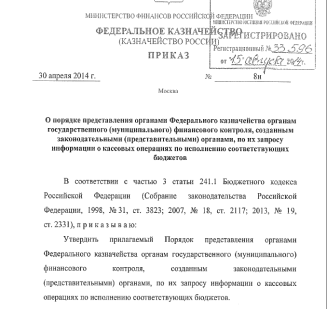 МИНИСТЕРСТВО ФИНАНСОВ РОССИЙСКОЙ ФЕДЕРАЦИИ
ФЕДЕРАЛЬНОЕ КАЗНАЧЕЙСТВО
(КАЗНАЧЕЙСТВО РОССИИ)
ПРИКАЗ
МИНИСТЕРСТВО ЮСТИЦИИ РОССИЙСКОЙ ФЕДЕРАЦИИ
ЗАРЕГИСТРИРОВАНО
Регистрационный № 33596
от "15" августа 2014.
30 апреля 2014 г.
№ 8н
Москва
О порядке представления органами Федерального казначейства органам
государственного (муниципального) финансового контроля, созданным
законодательными (представительными) органами, по их запросу
информации о кассовых операциях по исполнению соответствующих
бюджетов
В соответствии с частью 3 статьи 241.1 Бюджетного кодекса
Российской Федерации (Собрание законодательства Российской
Федерации, 1998, № 31, ст. 3823; 2007, № 18, ст. 2117; 2013, № 19,
ст. 2331), п р и к а з ы в а ю:
Утвердить прилагаемый Порядок представления органами
Федерального казначейства органам государственного (муниципального)
финансового контроля, созданным законодательными
(представительными) органами, по их запросу информации о кассовых
операциях по исполнению соответствующих бюджетов.